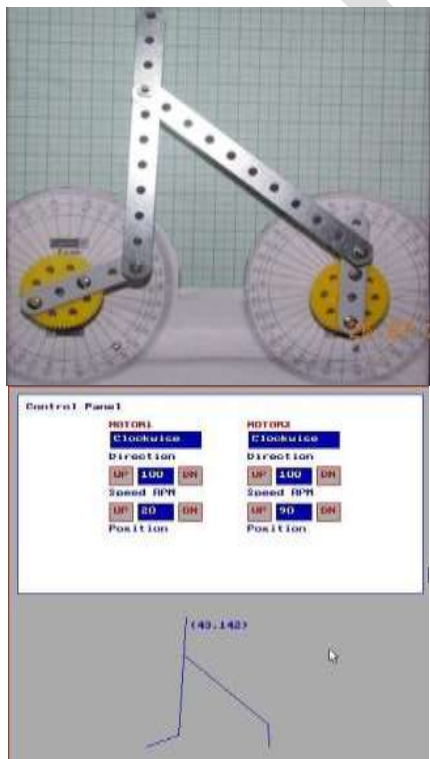 Control Panel
MOTOR1 MOTOR2
Clockwise Clockwise
Direction Direction
UP 100 DN UP 100 DN
Speed RPM Speed RPM
UP 20 DN UP 90 DN
Position Position
(43,142)